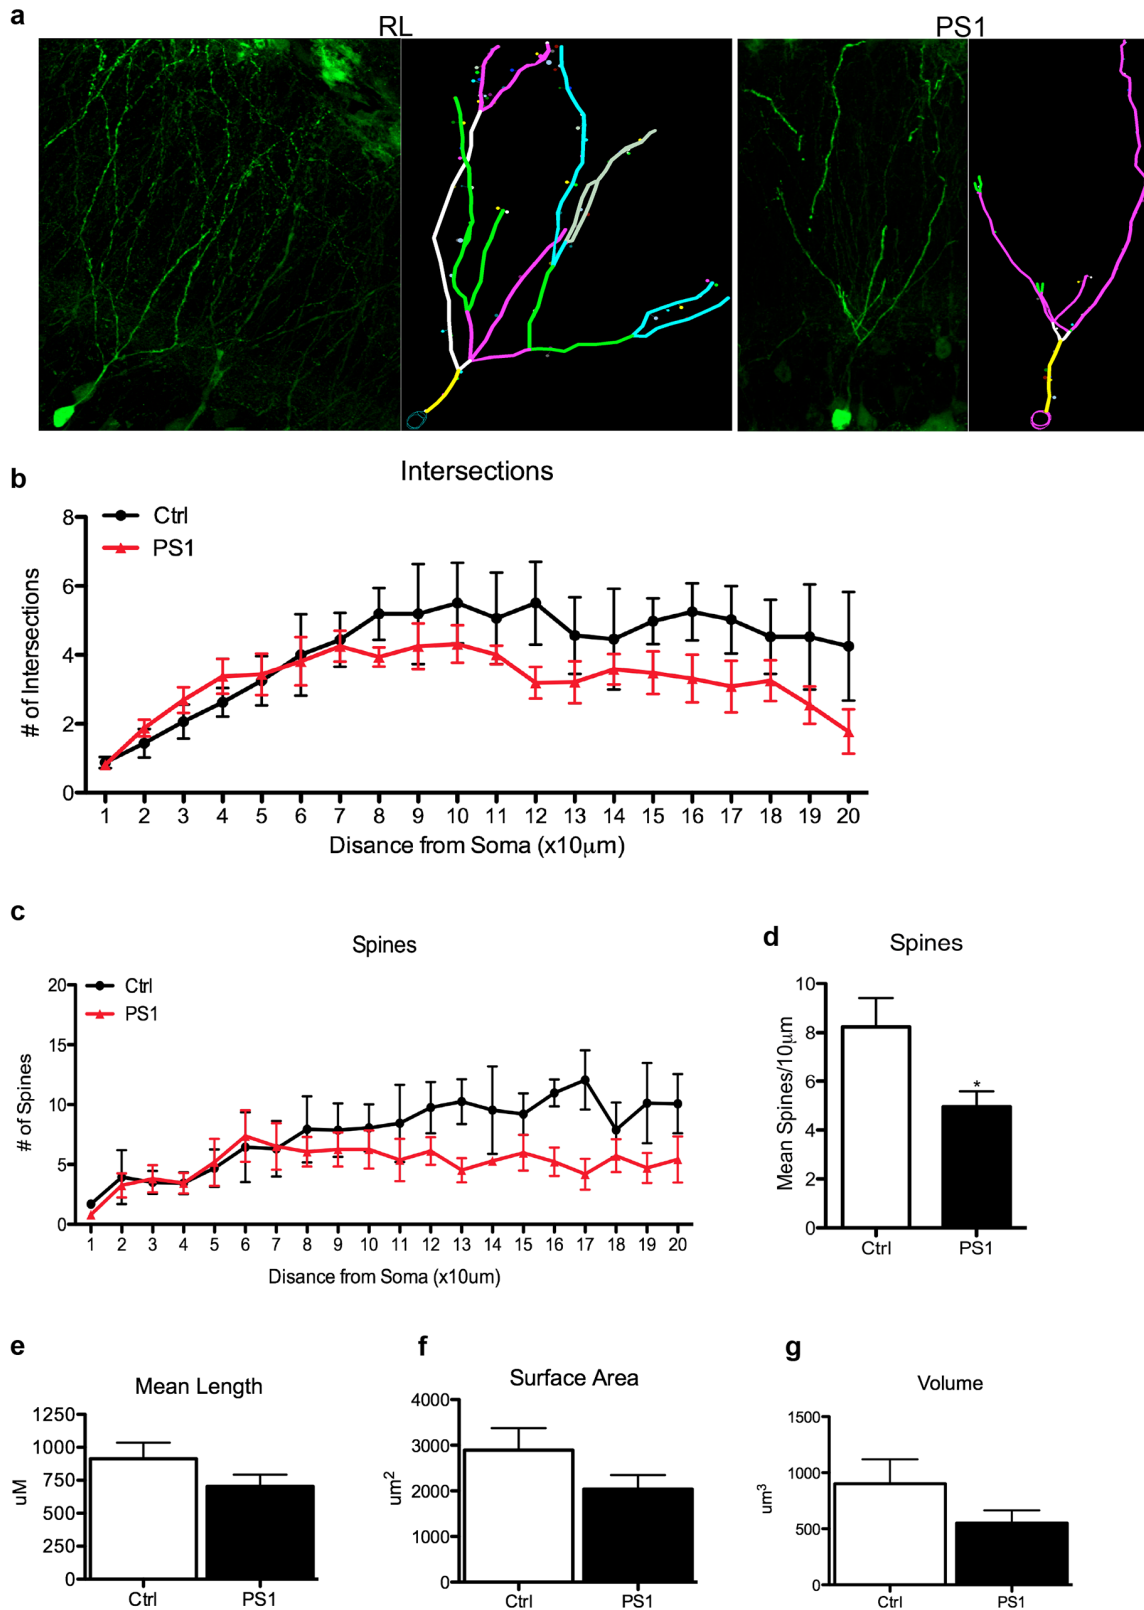 a
RL
PS1
b
Intersections
Ctrl
PS1
# of Intersections
8
6
4
2
0
1 2 3 4 5 6 7 8 9 10 11 12 13 14 15 16 17 18 19 20
Disance from Soma (x10μm)
c
Spines
Ctrl
PS1
# of Spines
20
15
10
5
0
1 2 3 4 5 6 7 8 9 10 11 12 13 14 15 16 17 18 19 20
Disance from Soma (x10um)
d
Spines
Mean Spines/10μm
10
8
6
4
2
0
*
Ctrl PS1
e
Mean Length
uM
1250
1000
750
500
250
0
Ctrl PS1
f
Surface Area
um²
4000
3000
2000
1000
0
Ctrl PS1
g
Volume
um³
1500
1000
500
0
Ctrl PS1